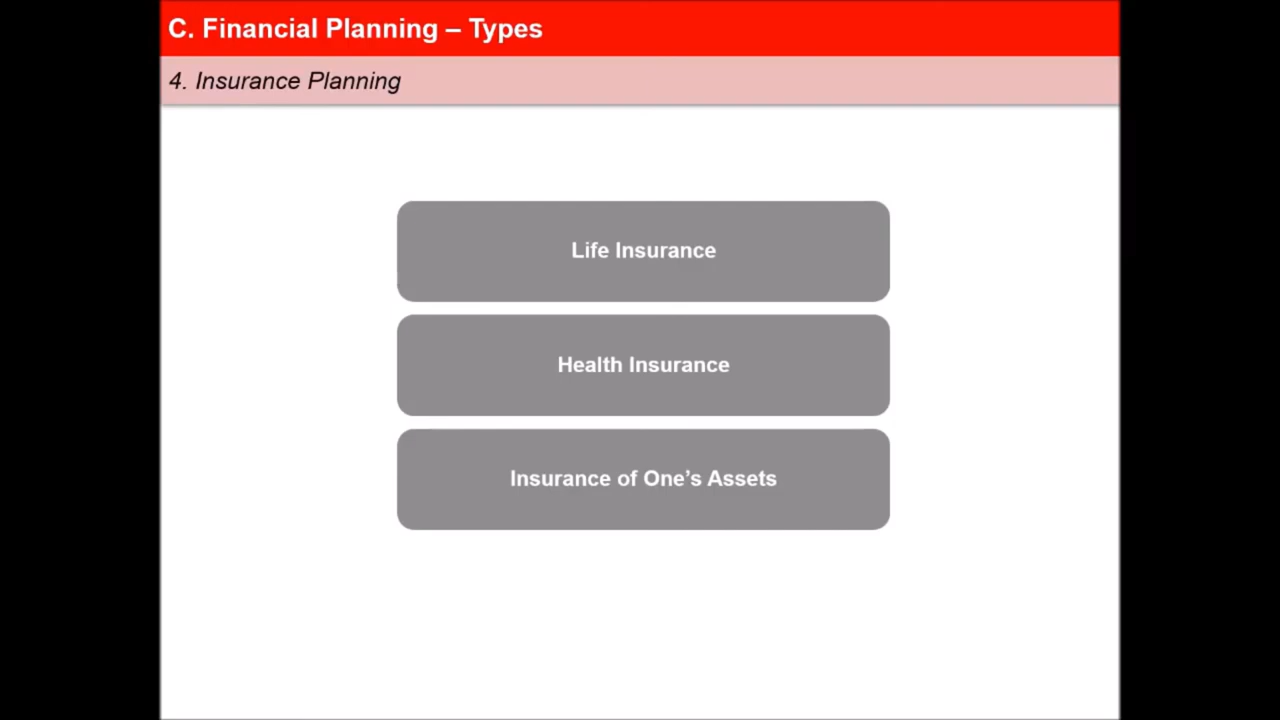 C. Financial Planning – Types
4. Insurance Planning
Life Insurance
Health Insurance
Insurance of One’s Assets